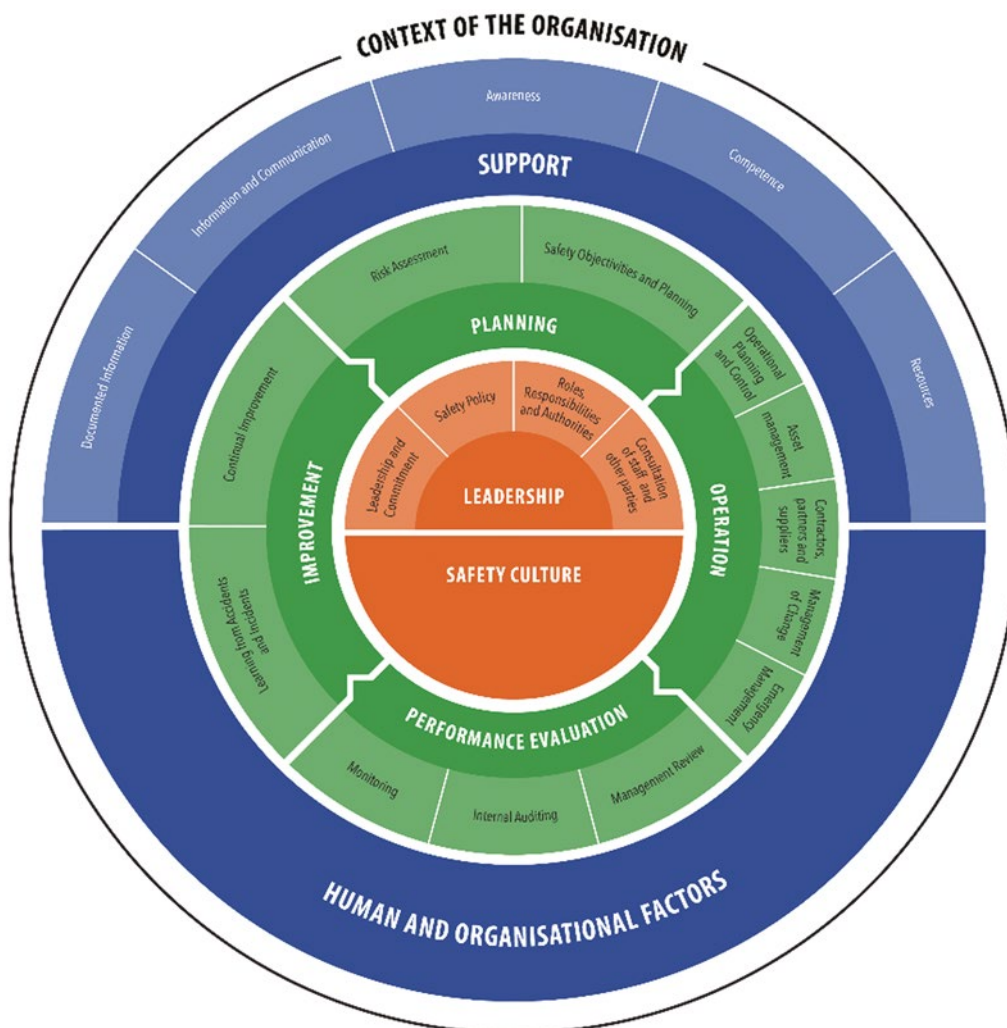 CONTEXT OF THE ORGANISATION
Awareness
Information and Communication
Competence
Documented Information
Resources
SUPPORT
Risk Assessment
Safety Objectivities and Planning
PLANNING
Operational
Planning
and Control
Asset
management
Contractors,
partners and
suppliers
Management
of Change
Emergency
Management
OPERATION
Continual Improvement
Learning from Accidents
and Incidents
IMPROVEMENT
Leadership and
Commitment
Safety Policy
Roles,
Responsibilities
and Authorities
Consultation
of staff and
other parties
LEADERSHIP
SAFETY CULTURE
PERFORMANCE EVALUATION
Monitoring
Internal Auditing
Management Review
HUMAN AND ORGANISATIONAL FACTORS